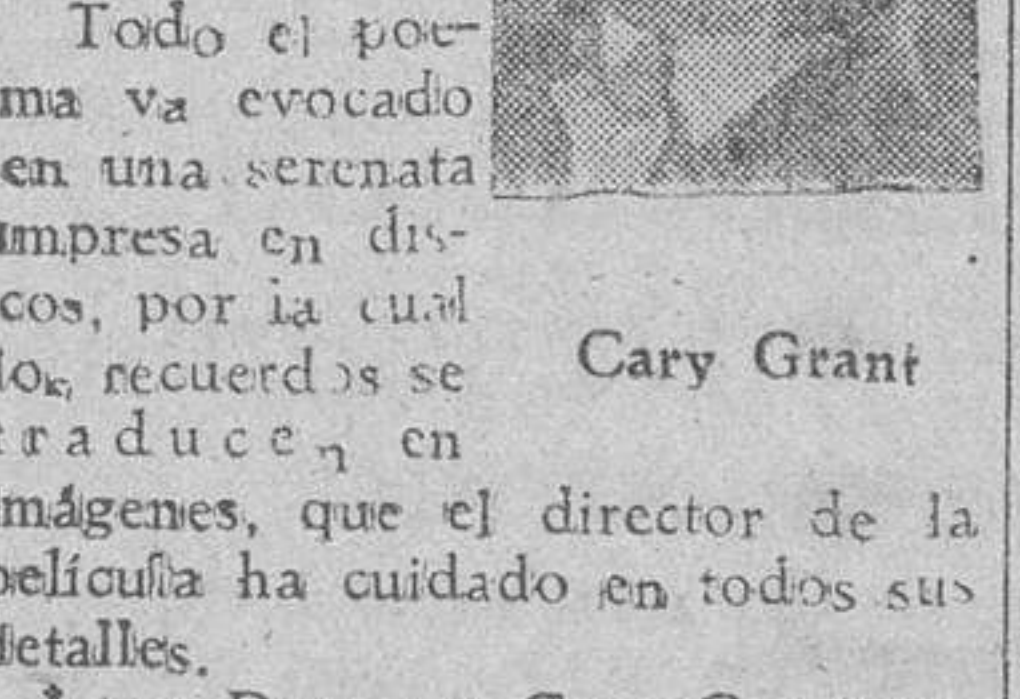 Todo el poe-
ma va evocado
en una serenata
impresa en dis-
cos, por la cual
los recuerdos se
traducen en
imágenes, que el director de la
película ha cuidado en todos sus
detalles.
Cary Grant